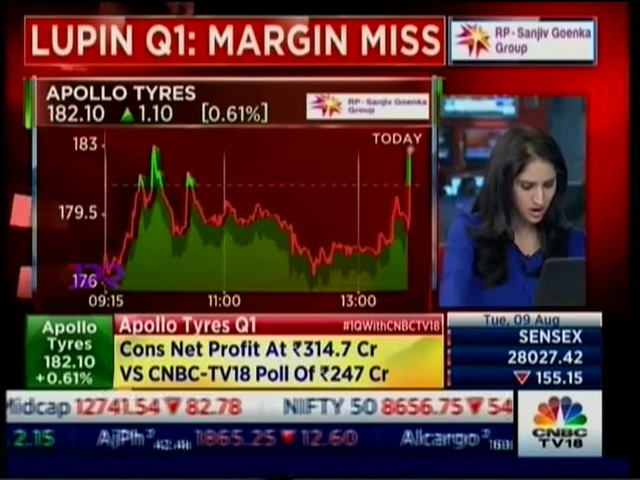 LUPIN Q1: MARGIN MISS
RP-Sanjiv Goenka
Group
APOLLO TYRES
182.10 ▲ 1.10 [0.61%]
RP-Sanjiv Goenka
Group
TODAY
183
179.5
176
09:15 11:00 13:00
Apollo
Tyres
182.10
+0.61%
Apollo Tyres Q1 #1QWithCNBCTV18
Cons Net Profit At ₹314.7 Cr
VS CNBC-TV18 Poll Of ₹247 Cr
Tue, 09 Aug
SENSEX
28027.42
▼ 155.15
Midcap 12741.54 ▼ 82.78 NIFTY 50 8656.75 ▼ 54
2.15 AjPh 1865.25 ▼ 12.60 Alcargo
CNBC
TV18